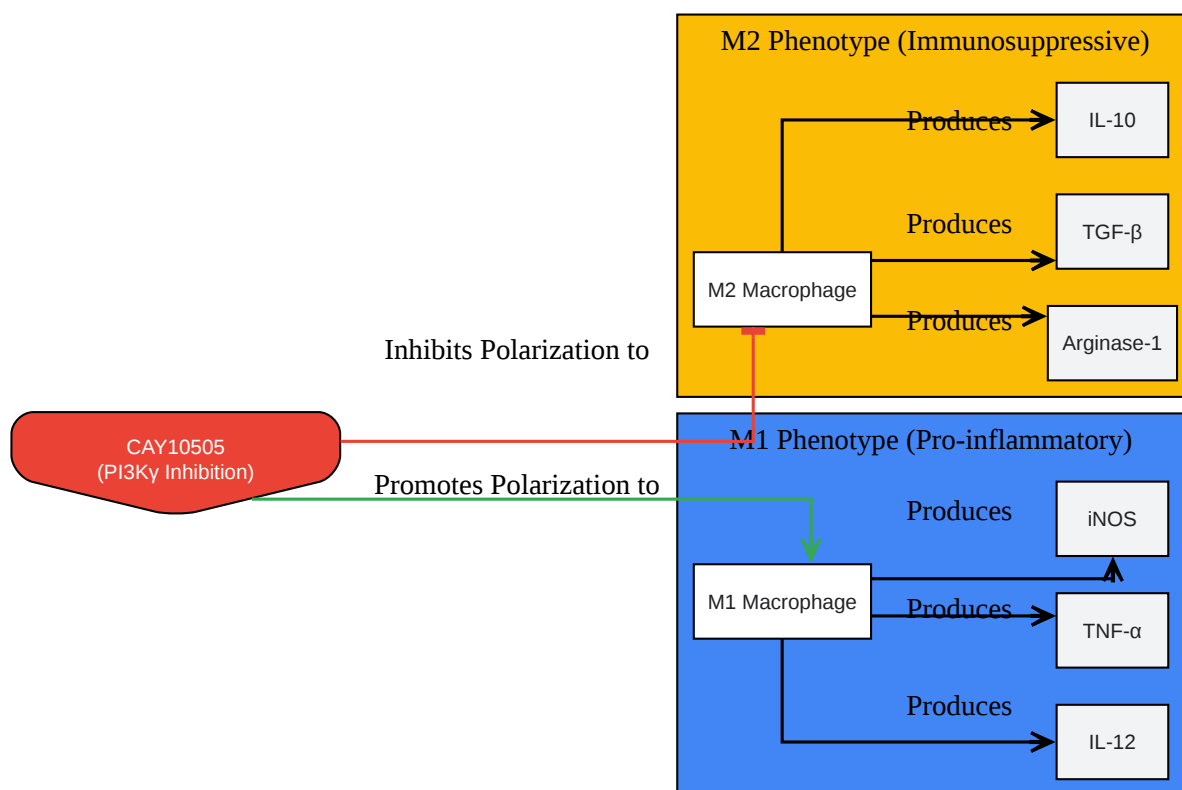 M2 Phenotype (Immunosuppressive)
Produces
IL-10
Produces
TGF-β
M2 Macrophage
Produces
Arginase-1
Inhibits Polarization to
CAY10505
(PI3Kγ Inhibition)
Promotes Polarization to
M1 Phenotype (Pro-inflammatory)
Produces
iNOS
M1 Macrophage
Produces
TNF-α
Produces
IL-12